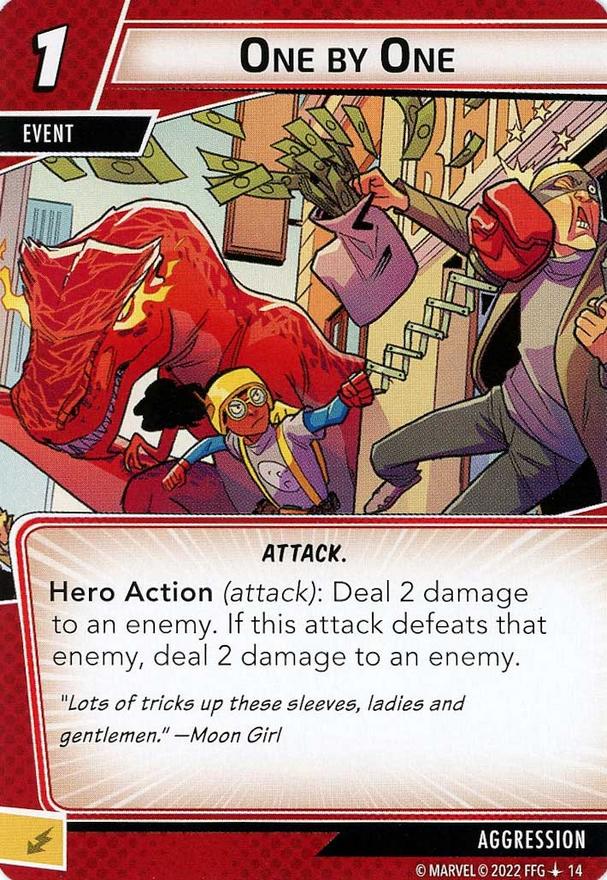 1
ONE BY ONE
EVENT
ATTACK.
Hero Action (attack): Deal 2 damage
to an enemy. If this attack defeats that
enemy, deal 2 damage to an enemy.
"Lots of tricks up these sleeves, ladies and
gentlemen." —Moon Girl
AGGRESSION
© MARVEL © 2022 FFG 14